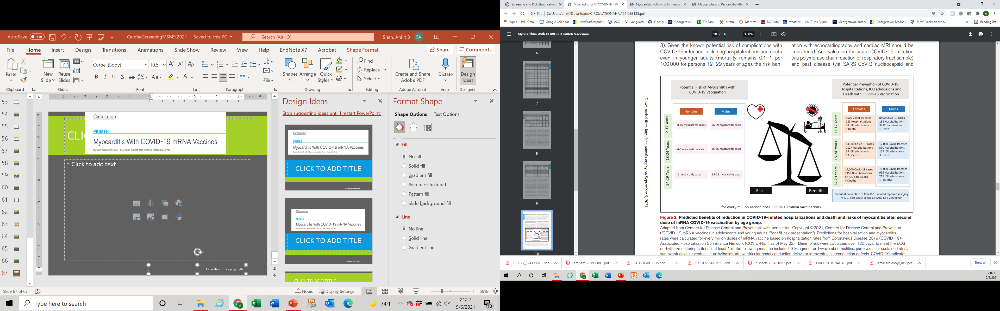 AutoSave Off
CardiacScreeningMSM9.2021 - Saved to this PC
Search (Alt+Q)
Shah, Ankit B SA
File Home Insert Design Transitions Animations Slide Show Review View Help EndNote X7 Acrobat Shape Format
Share Comments
Paste
New Slide
Reuse Slides
Corbel (Body) 10.5
Shapes Arrange Quick Styles
Find
Replace
Select
Create and Share Adobe PDF
Dictate
Design Ideas
Clipboard Slides Font Paragraph Drawing Editing Adobe Acrobat Voice Designer
53
54
55
56
57
58
59
60
61
62
63
64
65
66
67
Circulation
PRIMER
Myocarditis With COVID-19 mRNA Vaccines
Biykem Bozkurt, MD, PhD; Ishan Kamat, MD; Peter J. Hotez, MD, PhD
CLI
• Click to add text
Circulation 2021 144 471-484
Design Ideas
Stop suggesting ideas until I restart PowerPoint.
Circulation
PRIMER
Myocarditis With COVID-19 mRNA Vaccines
CLICK TO ADD TITLE
Circulation
PRIMER
Myocarditis With COVID-19 mRNA Vaccines
CLICK TO ADD TITLE
CLICK TO ADD TITLE
Format Shape
Shape Options Text Options
Fill
No fill
Solid fill
Gradient fill
Picture or texture fill
Pattern fill
Slide background fill
Line
No line
Solid line
Gradient line
Slide 67 of 67
Notes Display Settings 59%
Type here to search
74°F
21:27
9/6/2021
10
Screening and Risk Stratification
Myocarditis With COVID-19 mRN
Myocarditis Following Immuniza
Myocarditis and Pericarditis Afte
File | C:/Users/ankit/Downloads/CIRCULATIONAHA.121.056135.pdf
Apps Gmail Google Calendar MedStarStarpoint ACC Vanguard Fidelity Georgetown TD Bank etrade Marriott BC Alum weather Tufts Alumni Georgetown Library Georgetown-MedSt... MMG Vacation sche... » Reading list
Myocarditis With COVID-19 mRNA Vaccines
10 / 14 — 150% +
6
7
8
9
10
3). Given the known potential risk of complications with
COVID-19 infection, including hospitalizations and death
even in younger adults (mortality remains 0.1–1 per
100 000 for persons 12–29 years of age), the risk-ben-
ation with echocardiography and cardiac MRI should be
considered. An evaluation for acute COVID-19 infection
(via polymerase chain reaction of respiratory tract sample)
and past disease (via SARS-CoV-2 nucleocapsid and
Downloaded from http://ahajournals.org by on September 5, 2021
Potential Risk of Myocarditis with
COVID-19 Vaccination
Females Males
12-17 Years
8-10 myocarditis cases 56-69 myocarditis cases
18-24 Years
4-5 myocarditis cases 45-56 myocarditis cases
24-29 Years
2 myocarditis cases 15-18 myocarditis cases
Risks Benefits
Potential Prevention of COVID-19,
Hospitalizations, ICU admissions and
Death with COVID-19 Vaccination
Females Males
12-17 Years
8500 Covid-19 cases 8500 Covid-19 cases
183 Hospitalizations 183 Hospitalizations
38 ICU admissions 38 ICU admissions
1 Death 1 Death
18-24 Years
14,000 Covid-19 cases 12,000 Covid-19 cases
1127 Hospitalizations 530 Hospitalizations
93 ICU admissions 127 ICU admissions
13 Deaths 3 Deaths
24-29 Years
15,000 Covid-19 cases 15,000 Covid-19 cases
1459 Hospitalizations 936 Hospitalizations
87 ICU admissions 215 ICU admissions
4 Deaths 13 Deaths
Potential prevention of COVID-19 related myocardial injury,
MIS-C, post-acute sequelae SARS-CoV-2 infection
for every million second dose COVID-19 mRNA vaccinations
Figure 2. Predicted benefits of reduction in COVID-19–related hospitalizations and death and risks of myocarditis after second
dose of mRNA COVID-19 vaccination by age group.
Adapted from Centers for Disease Control and Prevention5 with permission. Copyright ©2021, Centers for Disease Control and Prevention
("COVID-19 mRNA vaccines in adolescents and young adults: Benefit-risk presentation"). Predictions for hospitalization and myocarditis
rates were calculated for every million doses of mRNA vaccine based on hospitalization rates from Coronavirus Disease 2019 (COVID-19)–
Associated Hospitalization Surveillance Network (COVID-NET) as of May 22.71 Benefit/risk were calculated over 120 days. To meet the ECG
or rhythm-monitoring criterion, at least 1 of the following must be included: ST-segment or T-wave abnormalities, paroxysmal or sustained atrial,
supraventricular, or ventricular arrhythmias, atrioventricular nodal conduction delays or intraventricular conduction defects. COVID-19 indicates
10.1177_19417381....pdf
bmjsem-2019-000....pdf
JAH3-8-e012235.pdf
1-s2.0-S15475271....pdf
bjsports-2020-102....pdf
CIRCULATIONAHA....pdf
jamacardiology_m....pdf
Show all
21:27
9/6/2021